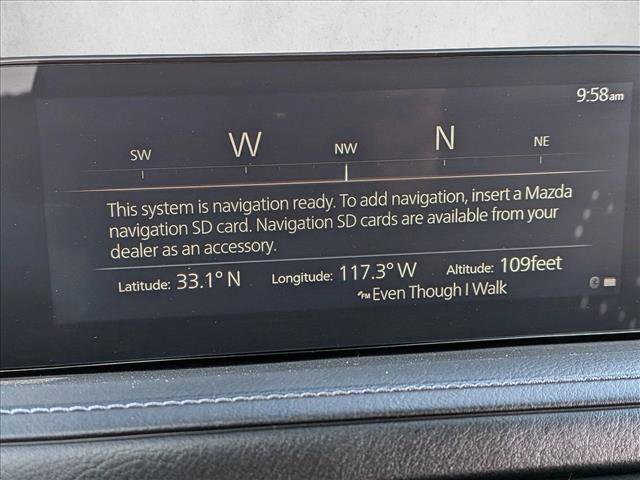 9:58am
SW W NW N NE
This system is navigation ready. To add navigation, insert a Mazda
navigation SD card. Navigation SD cards are available from your
dealer as an accessory.
Latitude: 33.1° N Longitude: 117.3° W Altitude: 109feet
FM Even Though I Walk